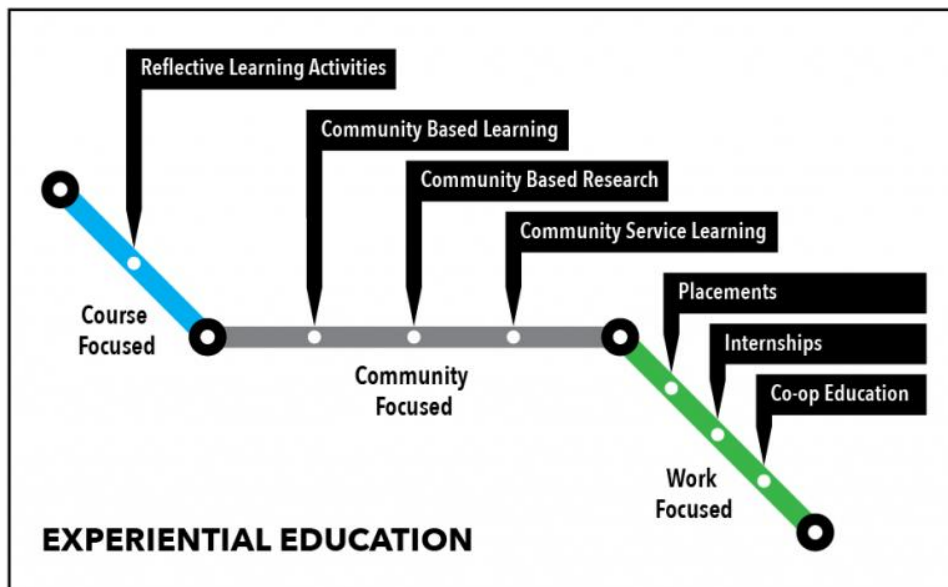 Reflective Learning Activities
Community Based Learning
Community Based Research
Community Service Learning
Placements
Internships
Co-op Education
Course
Focused
Community
Focused
Work
Focused
EXPERIENTIAL EDUCATION